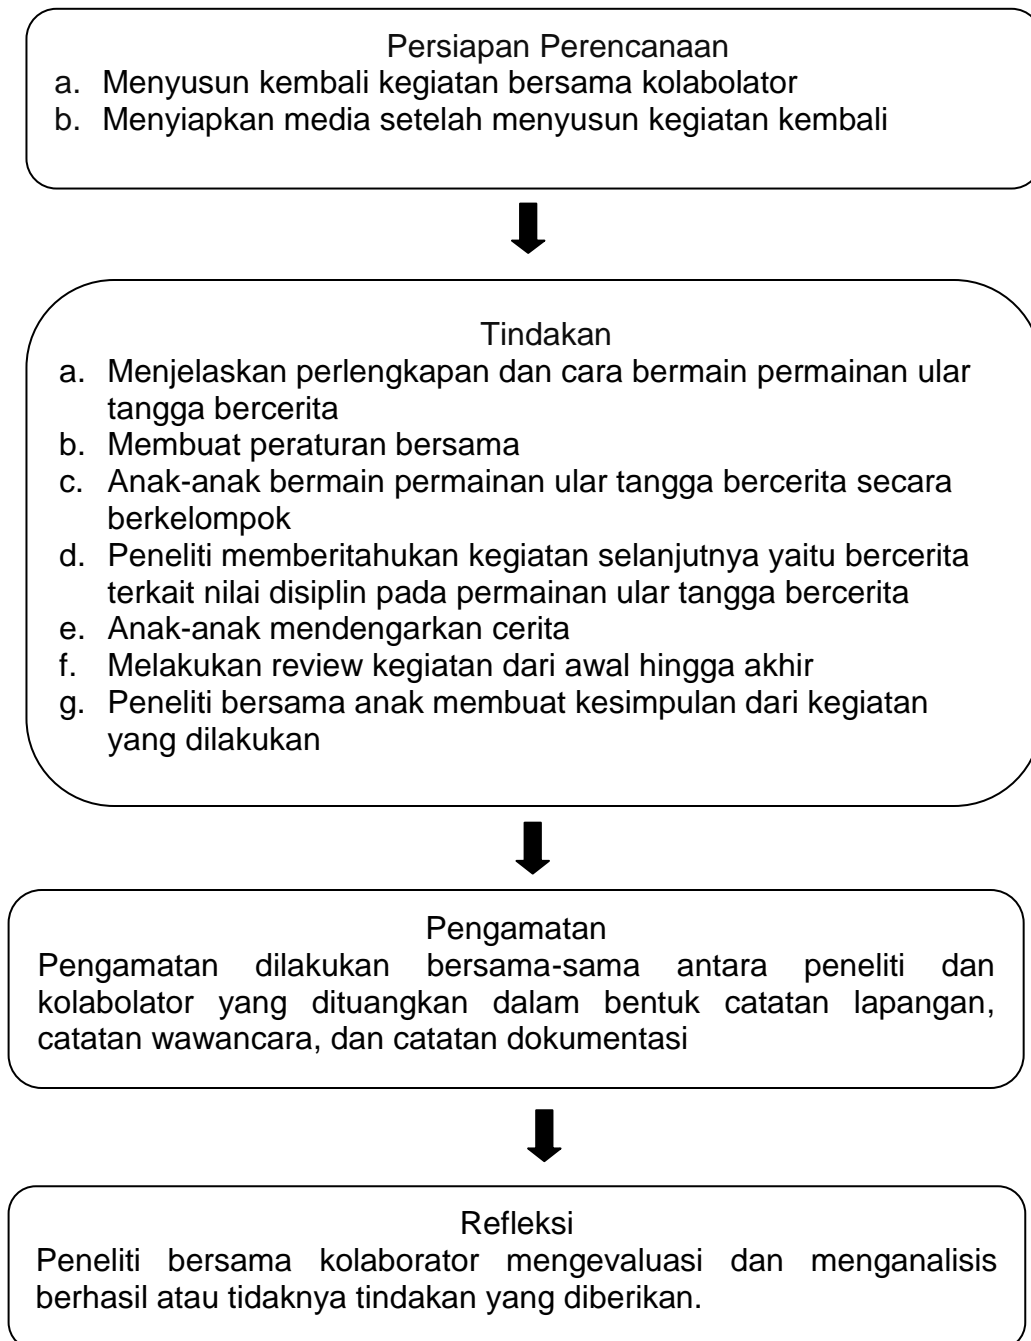 Persiapan Perencanaan
a. Menyusun kembali kegiatan bersama kolabolator
b. Menyiapkan media setelah menyusun kegiatan kembali
Tindakan
a. Menjelaskan perlengkapan dan cara bermain permainan ular
tangga bercerita
b. Membuat peraturan bersama
c. Anak-anak bermain permainan ular tangga bercerita secara
berkelompok
d. Peneliti memberitahukan kegiatan selanjutnya yaitu bercerita
terkait nilai disiplin pada permainan ular tangga bercerita
e. Anak-anak mendengarkan cerita
f. Melakukan review kegiatan dari awal hingga akhir
g. Peneliti bersama anak membuat kesimpulan dari kegiatan
yang dilakukan
Pengamatan
Pengamatan dilakukan bersama-sama antara peneliti dan
kolabolator yang dituangkan dalam bentuk catatan lapangan,
catatan wawancara, dan catatan dokumentasi
Refleksi
Peneliti bersama kolaborator mengevaluasi dan menganalisis
berhasil atau tidaknya tindakan yang diberikan.